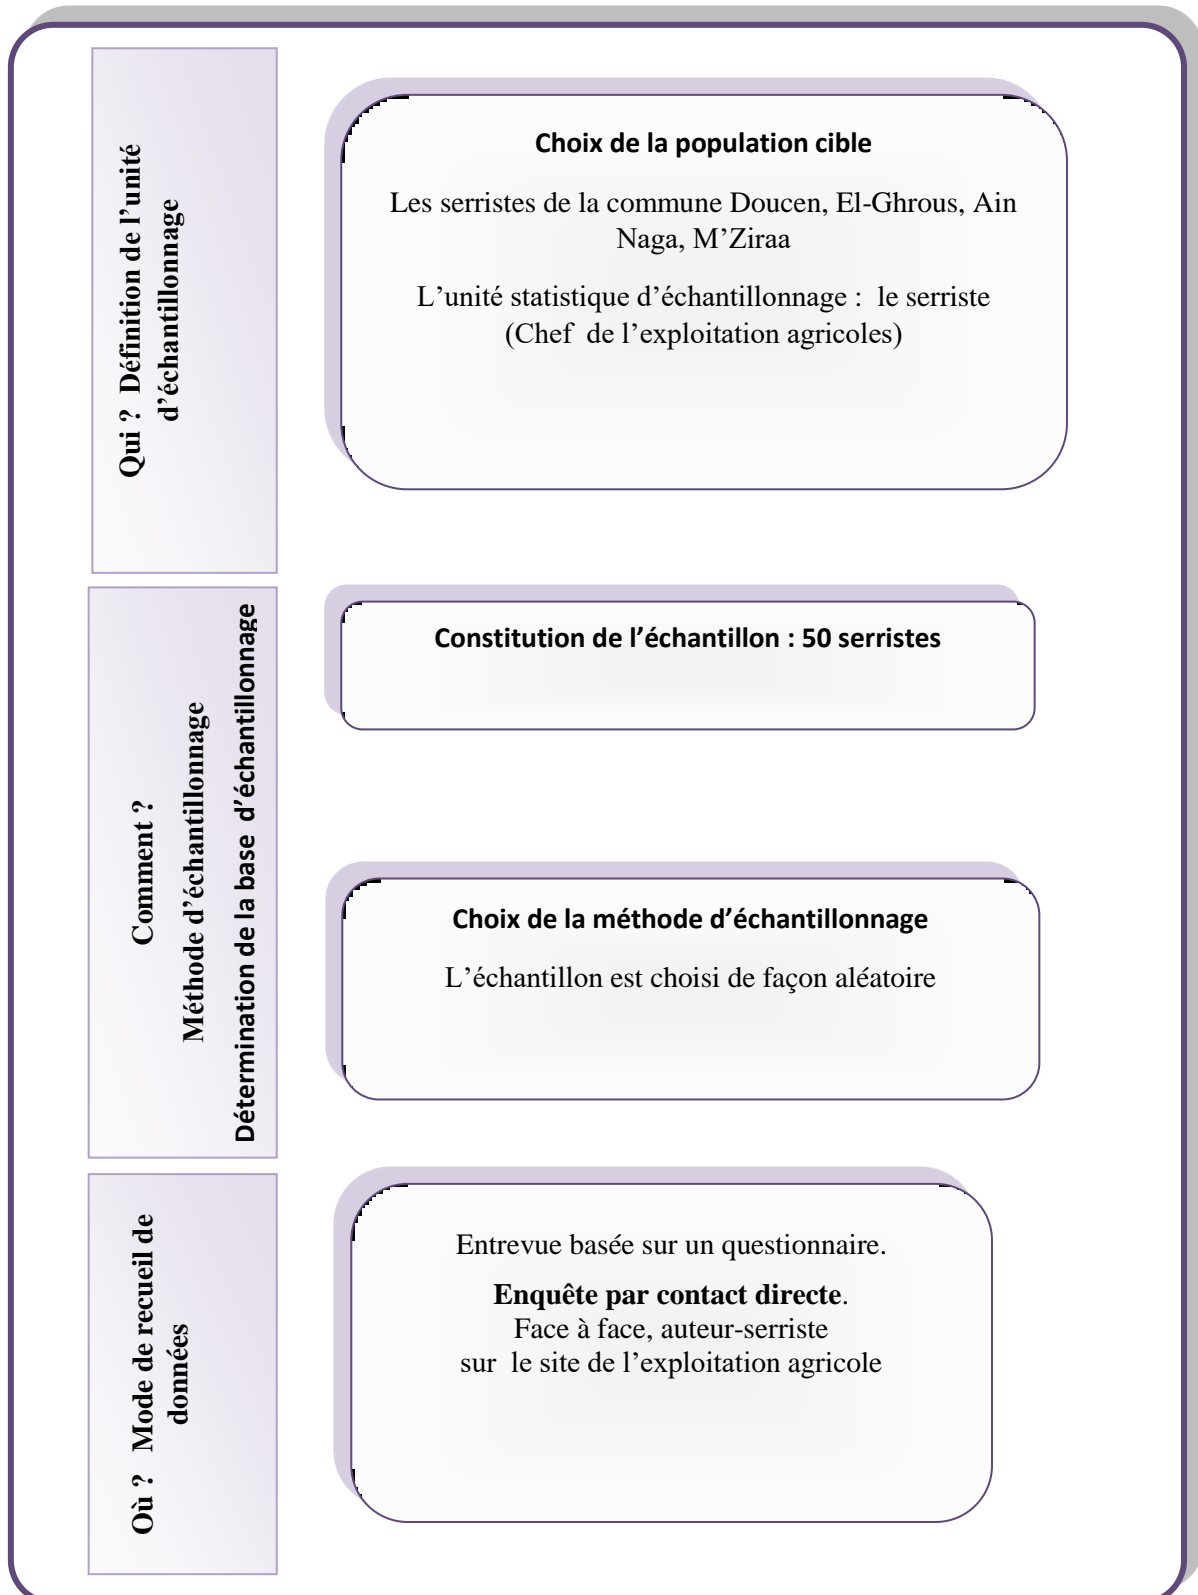 Qui ? Définition de l’unité
d’échantillonnage
Choix de la population cible
Les serristes de la commune Doucen, El-Ghrous, Ain
Naga, M’Ziraa
L’unité statistique d’échantillonnage : le serriste
(Chef de l’exploitation agricoles)
Comment ?
Méthode d’échantillonnage
Détermination de la base d’échantillonnage
Constitution de l’échantillon : 50 serristes
Choix de la méthode d’échantillonnage
L’échantillon est choisi de façon aléatoire
Où ? Mode de recueil de
données
Entrevue basée sur un questionnaire.
Enquête par contact directe.
Face à face, auteur-serriste
sur le site de l’exploitation agricole